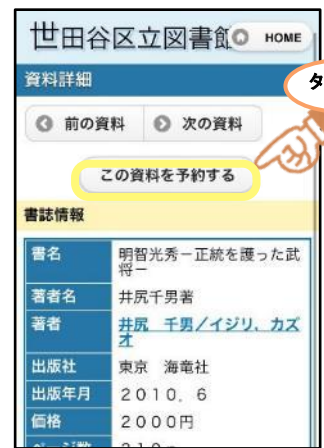 世田谷区立図書館
HOME
資料詳細
前の資料
次の資料
この資料を予約する
書誌情報
書名 明智光秀－正統を護った武
将－
著者名 井尻千男著
著者 井尻 千男／イジリ，カズ
オ
出版社 東京 海竜社
出版年月 ２０１０．６
価格 ２０００円